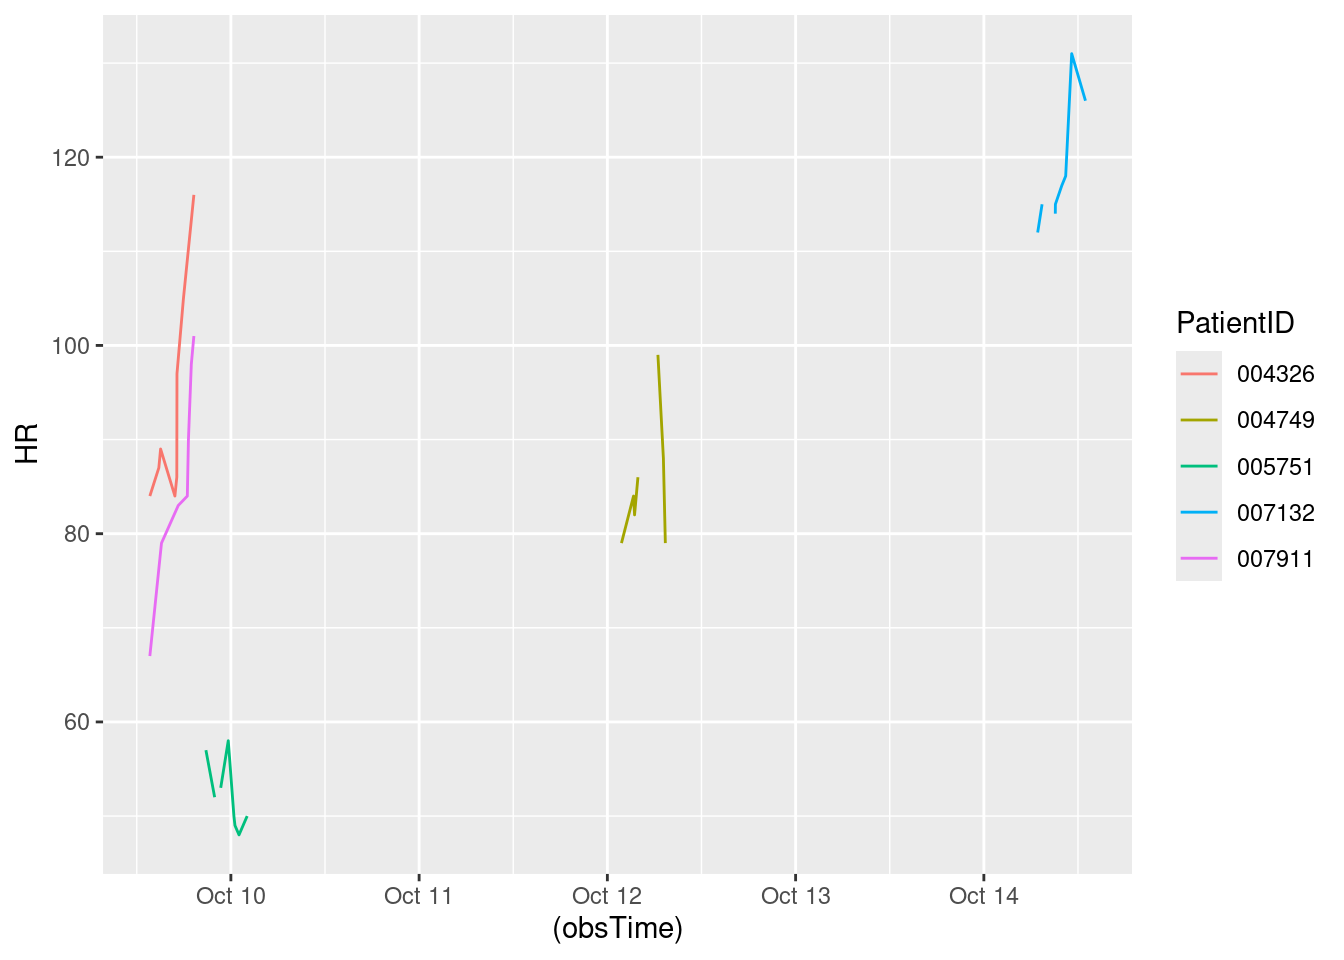 HR
120
100
80
60
Oct 10
Oct 11
Oct 12
Oct 13
Oct 14
(obsTime)
PatientID
004326
004749
005751
007132
007911